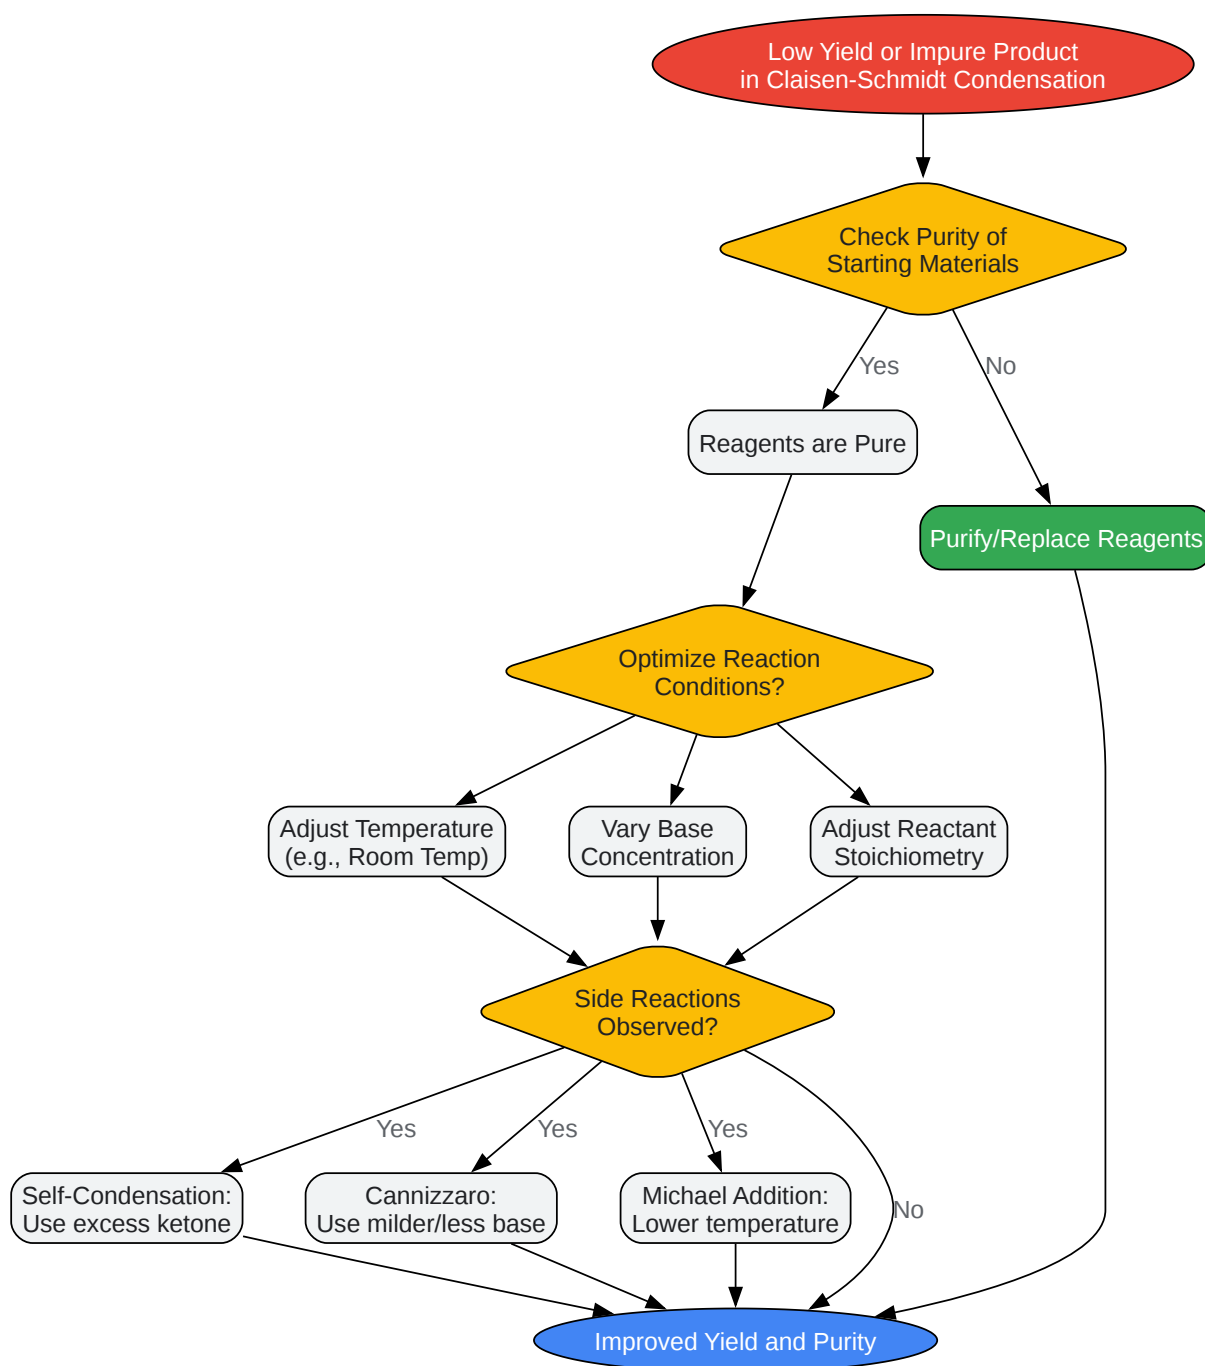 Low Yield or Impure Product
in Claisen-Schmidt Condensation
Check Purity of
Starting Materials
Yes
No
Reagents are Pure
Purify/Replace Reagents
Optimize Reaction
Conditions?
Adjust Temperature
(e.g., Room Temp)
Vary Base
Concentration
Adjust Reactant
Stoichiometry
Side Reactions
Observed?
Yes
Yes
Yes
No
Self-Condensation:
Use excess ketone
Cannizzaro:
Use milder/less base
Michael Addition:
Lower temperature
Improved Yield and Purity